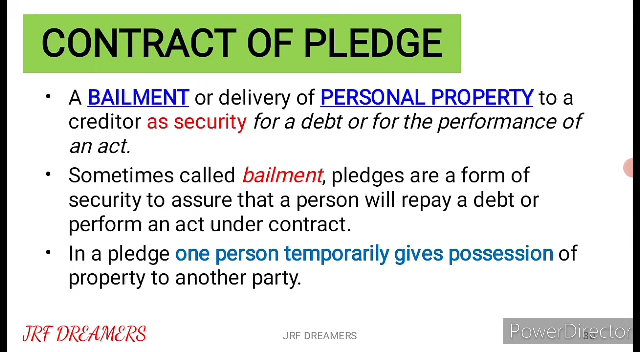 CONTRACT OF PLEDGE
• A BAILMENT or delivery of PERSONAL PROPERTY to a
creditor as security for a debt or for the performance of
an act.
• Sometimes called bailment, pledges are a form of
security to assure that a person will repay a debt or
perform an act under contract.
• In a pledge one person temporarily gives possession of
property to another party.
JRF DREAMERS
JRF DREAMERS
PowerDirector